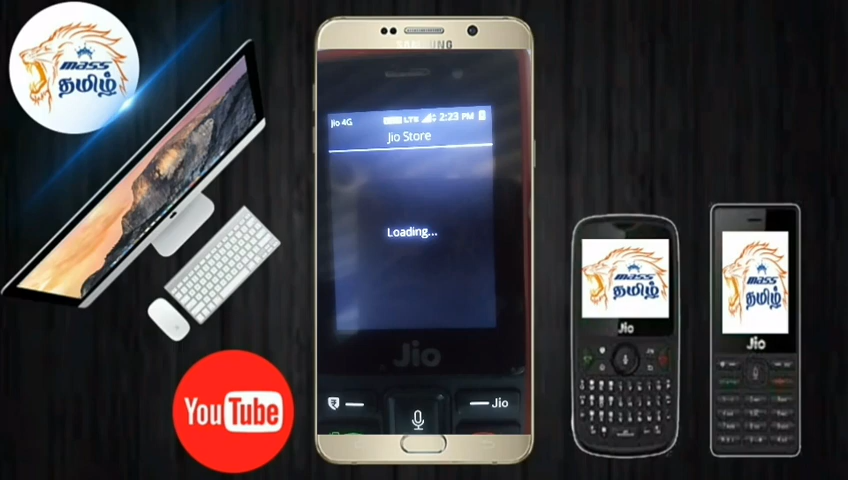 mass
தமிழ்
SAMSUNG
Jio 4G
LTE
2:23 PM
Jio Store
Loading...
Jio
Jio
YouTube
mass
தமிழ்
Jio
mass
தமிழ்
Jio